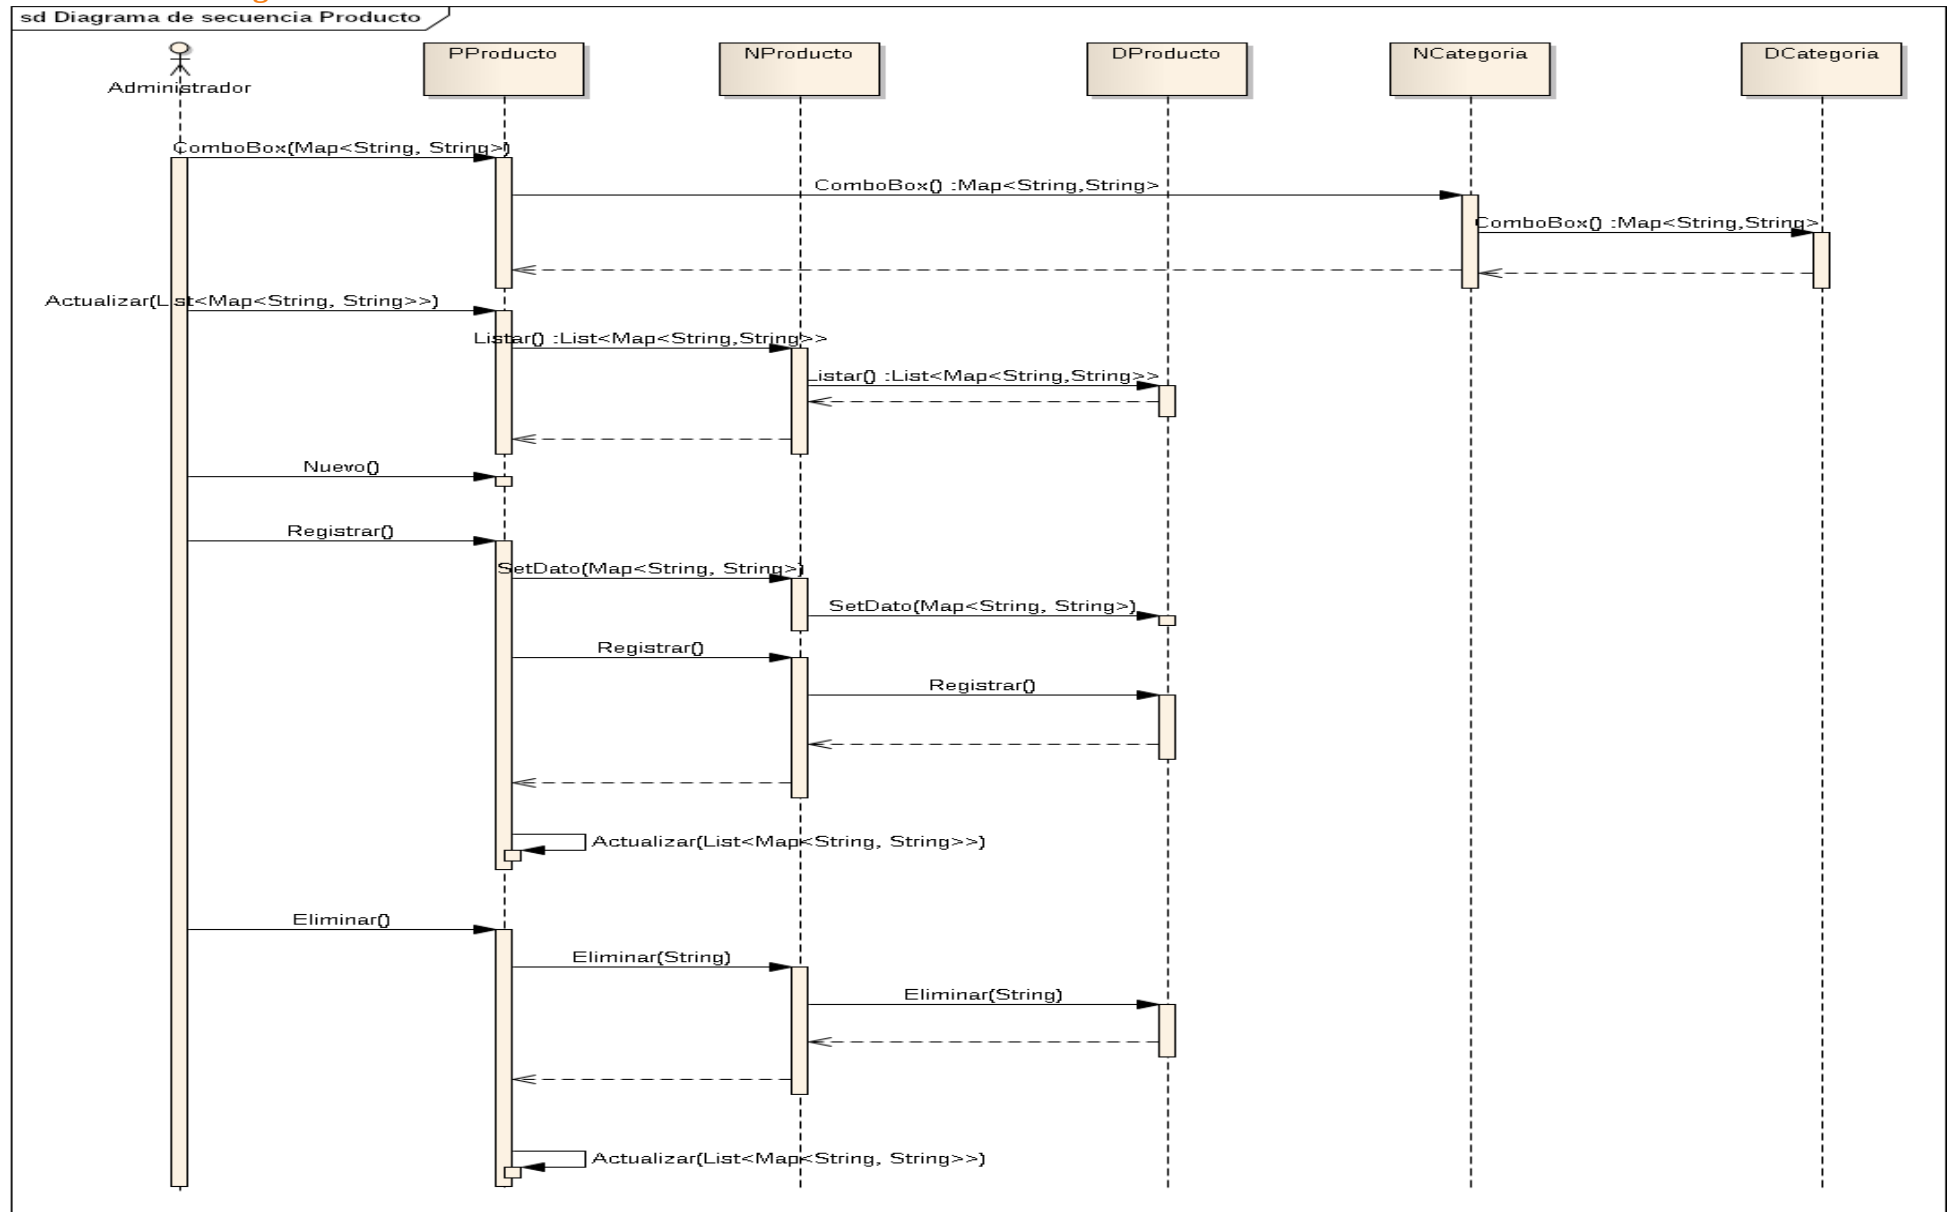 sd Diagrama de secuencia Producto
Administrador
PProducto
NProducto
DProducto
NCategoria
DCategoria
ComboBox(Map<String, String>)
ComboBox() :Map<String,String>
ComboBox() :Map<String,String>
Actualizar(List<Map<String, String>>)
Listar() :List<Map<String,String>>
Listar() :List<Map<String,String>>
Nuevo()
Registrar()
SetDato(Map<String, String>)
SetDato(Map<String, String>)
Registrar()
Registrar()
Actualizar(List<Map<String, String>>)
Eliminar()
Eliminar(String)
Eliminar(String)
Actualizar(List<Map<String, String>>)